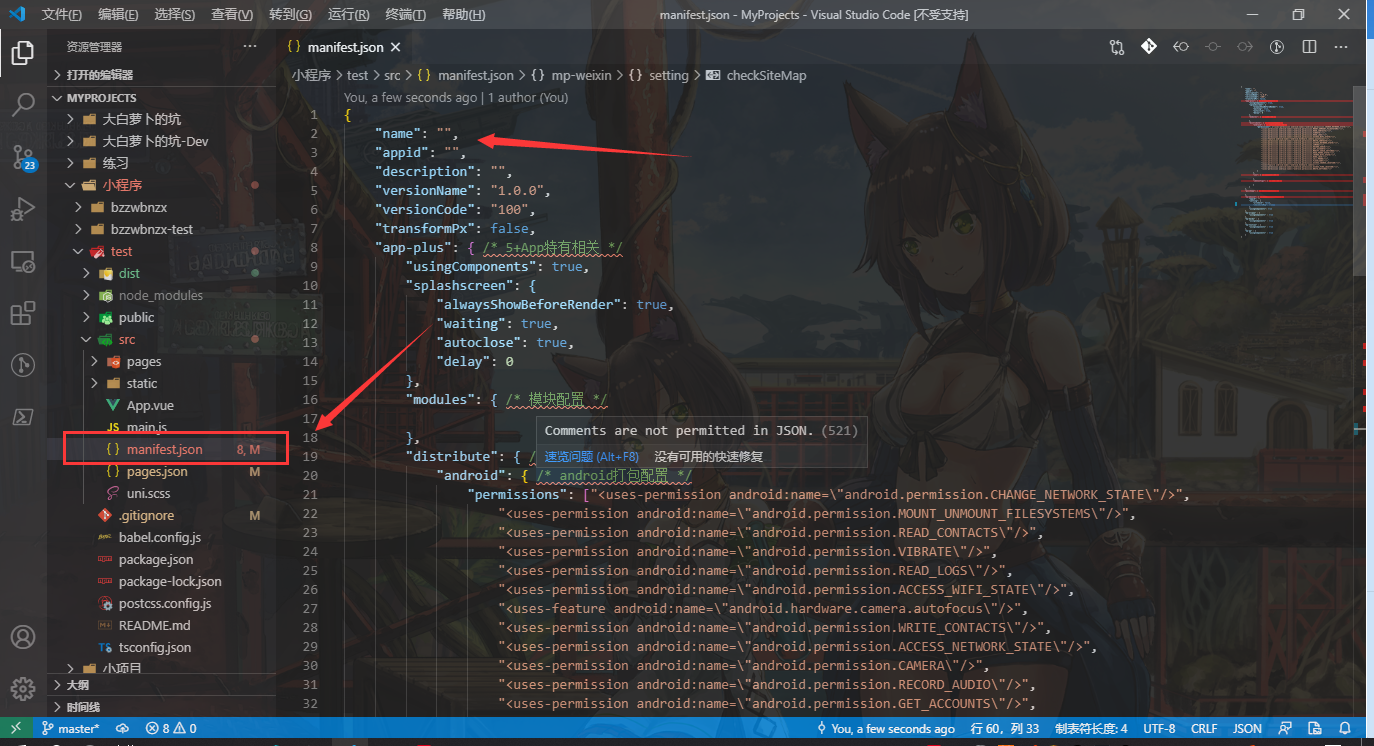 文件(F) 编辑(E) 选择(S) 查看(V) 转到(G) 运行(R) 终端(T) 帮助(H) manifest.json - MyProjects - Visual Studio Code [不受支持]
资源管理器 ···
打开的编辑器
MYPROJECTS
大白萝卜的坑
大白萝卜的坑-Dev
练习
小程序
bzzwbnzx
bzzwbnzx-test
test
dist
node_modules
public
src
pages
static
App.vue
JS main.js
{ } manifest.json 8, M
{ } pages.json M
uni.scss
.gitignore M
babel.config.js
package.json
package-lock.json
postcss.config.js
README.md
TS tsconfig.json
小项目
大纲
时间线
23
{ } manifest.json ×
小程序 > test > src > { } manifest.json > { } mp-weixin > { } setting > checkSiteMap
You, a few seconds ago | 1 author (You)
1 {
2 "name": "",
3 "appid": "",
4 "description": "",
5 "versionName": "1.0.0",
6 "versionCode": "100",
7 "transformPx": false,
8 "app-plus": { /* 5+App特有相关 */
9 "usingComponents": true,
10 "splashscreen": {
11 "alwaysShowBeforeRender": true,
12 "waiting": true,
13 "autoclose": true,
14 "delay": 0
15 },
16 "modules": { /* 模块配置 */
17
18 },
19 "distribute": { /
20 "android": { /* android打包配置 */
21 "permissions": ["<uses-permission android:name=\"android.permission.CHANGE_NETWORK_STATE\"/>",
22 "<uses-permission android:name=\"android.permission.MOUNT_UNMOUNT_FILESYSTEMS\"/>",
23 "<uses-permission android:name=\"android.permission.READ_CONTACTS\"/>",
24 "<uses-permission android:name=\"android.permission.VIBRATE\"/>",
25 "<uses-permission android:name=\"android.permission.READ_LOGS\"/>",
26 "<uses-permission android:name=\"android.permission.ACCESS_WIFI_STATE\"/>",
27 "<uses-feature android:name=\"android.hardware.camera.autofocus\"/>",
28 "<uses-permission android:name=\"android.permission.WRITE_CONTACTS\"/>",
29 "<uses-permission android:name=\"android.permission.ACCESS_NETWORK_STATE\"/>",
30 "<uses-permission android:name=\"android.permission.CAMERA\"/>",
31 "<uses-permission android:name=\"android.permission.RECORD_AUDIO\"/>",
32 "<uses-permission android:name=\"android.permission.GET_ACCOUNTS\"/>",
Comments are not permitted in JSON. (521)
速览问题 (Alt+F8) 没有可用的快速修复
master* 8 0 You, a few seconds ago 行 60，列 33 制表符长度: 4 UTF-8 CRLF JSON